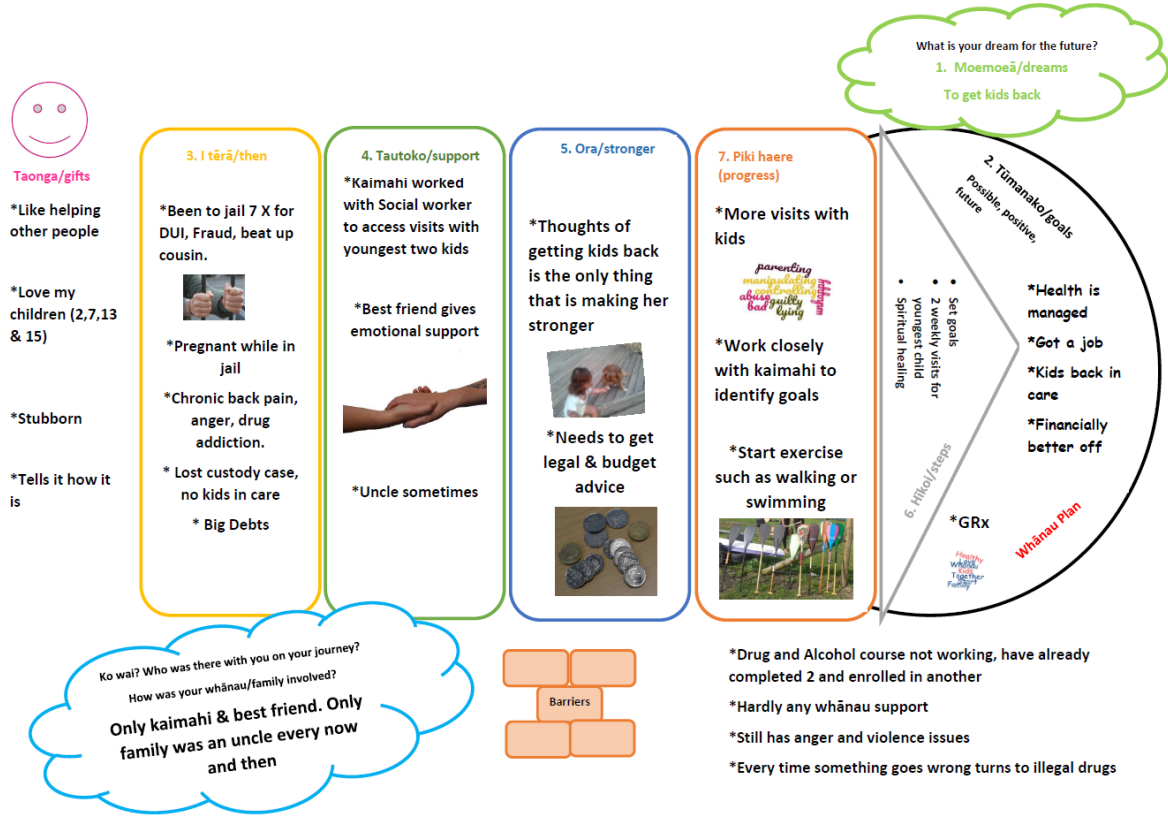 What is your dream for the future?
1. Moemoeā/dreams
To get kids back
Taonga/gifts
*Like helping
other people
*Love my
children (2,7,13
& 15)
*Stubborn
*Tells it how it
is
3. I tērā/then
*Been to jail 7 X for
DUI, Fraud, beat up
cousin.
*Pregnant while in
jail
*Chronic back pain,
anger, drug
addiction.
* Lost custody case,
no kids in care
* Big Debts
4. Tautoko/support
*Kaimahi worked
with Social worker
to access visits with
youngest two kids
*Best friend gives
emotional support
*Uncle sometimes
5. Ora/stronger
*Thoughts of
getting kids back
is the only thing
that is making her
stronger
*Needs to get
legal & budget
advice
7. Piki haere
(progress)
*More visits with
kids
parenting
manipulating
controlling
abuse guilty
bad lying
*Work closely
with kaimahi to
identify goals
*Start exercise
such as walking or
swimming
6. Hīkoi/steps
• Set goals
• 2 weekly visits for
youngest child
• Spiritual healing
2. Tūmanako/goals
Possible, positive,
future
*Health is
managed
*Got a job
*Kids back in
care
*Financially
better off
*GRx
Healthy
Love
Whanau
Kids
Together
Start
Family
Whānau Plan
Ko wai? Who was there with you on your journey?
How was your whānau/family involved?
Only kaimahi & best friend. Only
family was an uncle every now
and then
Barriers
*Drug and Alcohol course not working, have already
completed 2 and enrolled in another
*Hardly any whānau support
*Still has anger and violence issues
*Every time something goes wrong turns to illegal drugs